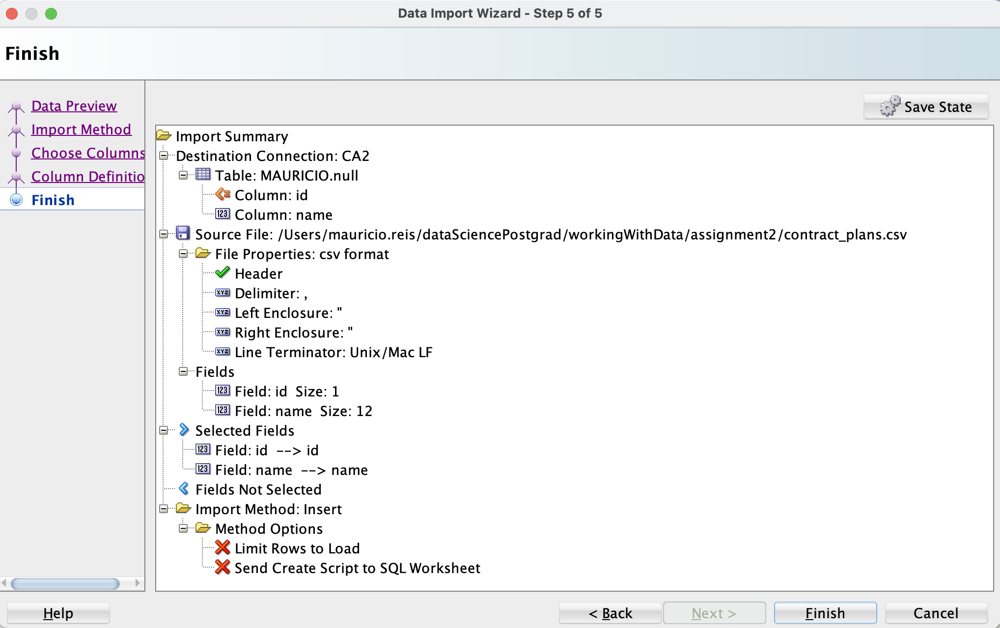 Data Import Wizard - Step 5 of 5
Finish
Data Preview
Import Method
Choose Columns
Column Definitio
Finish
Save State
Import Summary
Destination Connection: CA2
Table: MAURICIO.null
Column: id
Column: name
Source File: /Users/mauricio.reis/dataSciencePostgrad/workingWithData/assignment2/contract_plans.csv
File Properties: csv format
Header
Delimiter: ,
Left Enclosure: "
Right Enclosure: "
Line Terminator: Unix/Mac LF
Fields
Field: id  Size: 1
Field: name  Size: 12
Selected Fields
Field: id  --> id
Field: name  --> name
Fields Not Selected
Import Method: Insert
Method Options
Limit Rows to Load
Send Create Script to SQL Worksheet
Help
< Back
Next >
Finish
Cancel